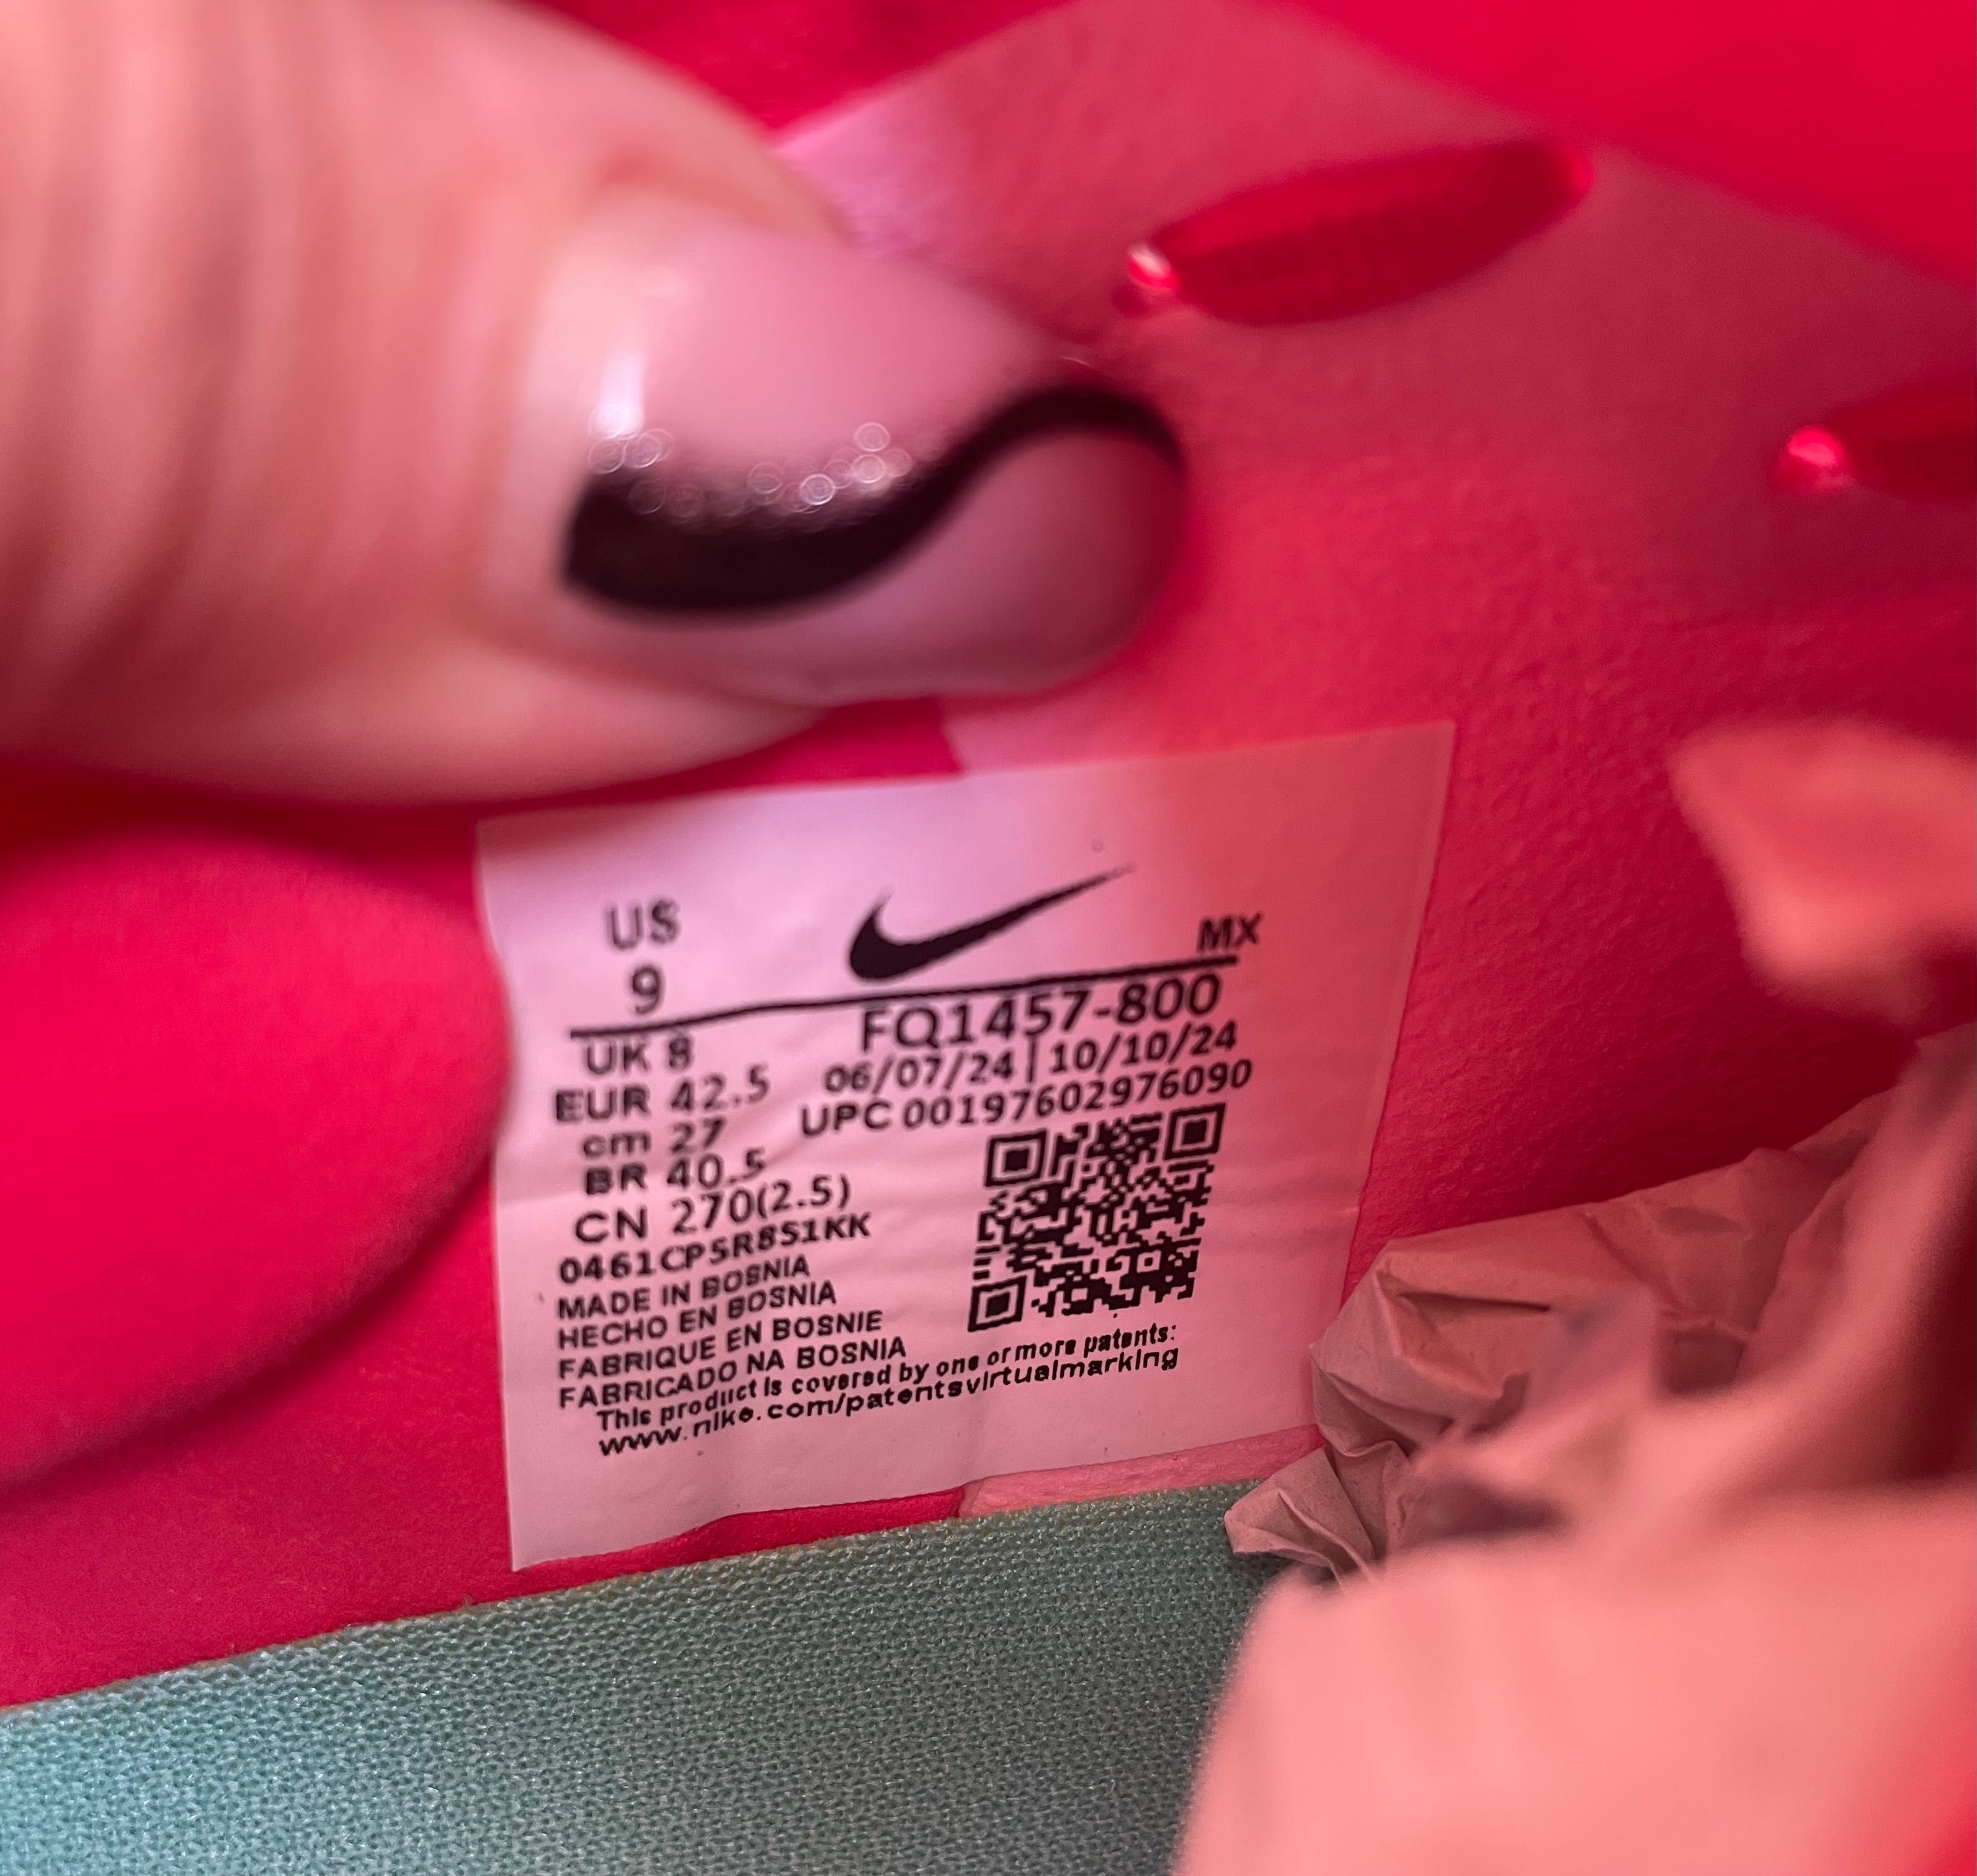 US
9
MX
UK 8
EUR 42.5
cm 27
BR 40.5
CN 270(2.5)
FQ1457-800
06/07/24 | 10/10/24
UPC 00197602976090
0461CP5R8S1KK
MADE IN BOSNIA
HECHO EN BOSNIA
FABRIQUE EN BOSNIE
FABRICADO NA BOSNIA
This product is covered by one or more patents:
www.nike.com/patentsvirtualmarking